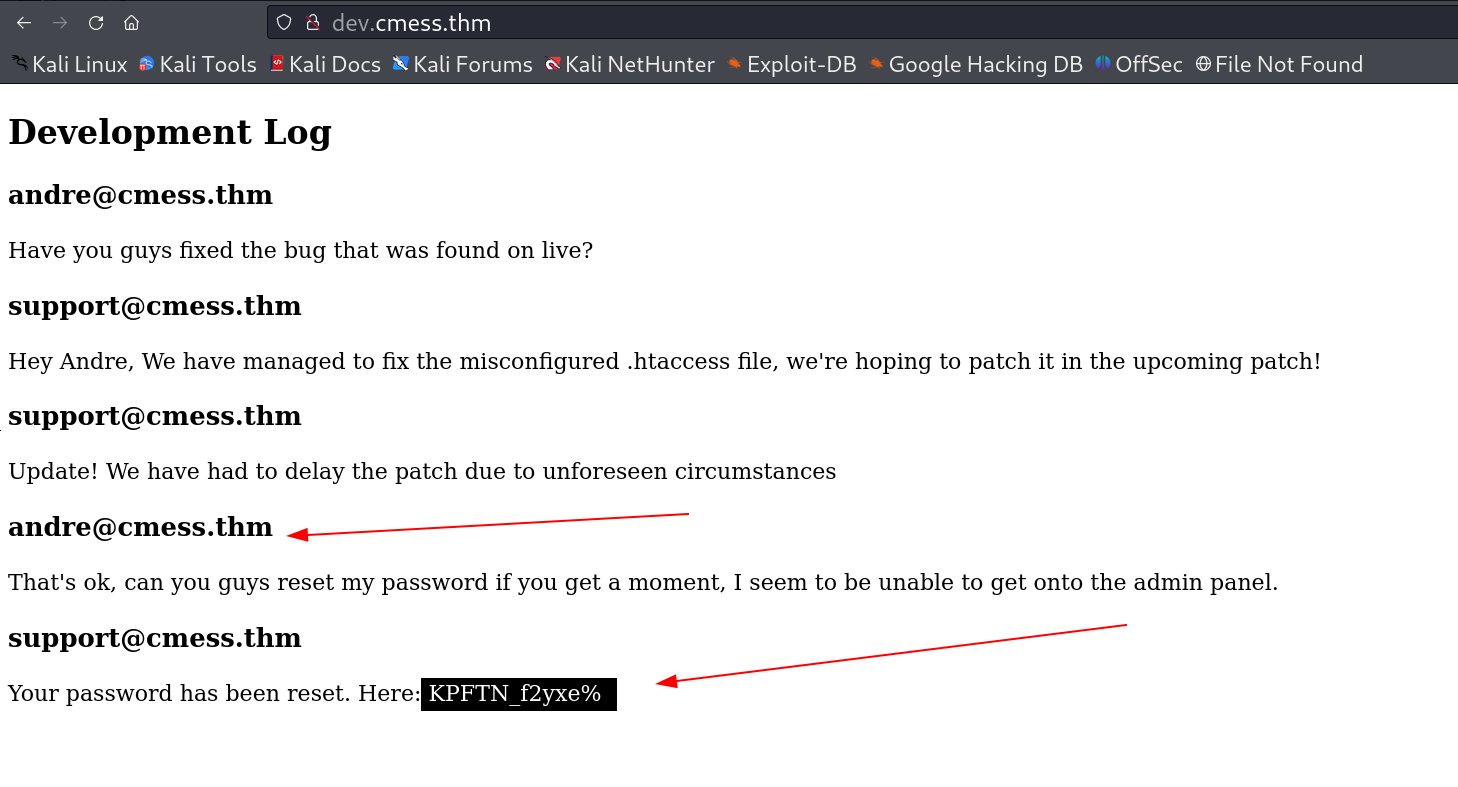 dev.cmess.thm
Kali Linux Kali Tools Kali Docs Kali Forums Kali NetHunter Exploit-DB Google Hacking DB OffSec File Not Found
Development Log
andre@cmess.thm
Have you guys fixed the bug that was found on live?
support@cmess.thm
Hey Andre, We have managed to fix the misconfigured .htaccess file, we're hoping to patch it in the upcoming patch!
support@cmess.thm
Update! We have had to delay the patch due to unforeseen circumstances
andre@cmess.thm
That's ok, can you guys reset my password if you get a moment, I seem to be unable to get onto the admin panel.
support@cmess.thm
Your password has been reset. Here: KPFTN_f2yxe%